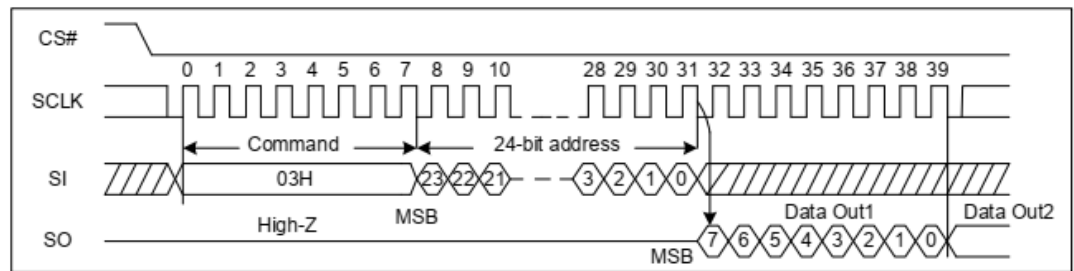 CS#
0 1 2 3 4 5 6 7 8 9 10 28 29 30 31 32 33 34 35 36 37 38 39
SCLK
Command 24-bit address
SI 03H 23 22 21 3 2 1 0
High-Z MSB Data Out1 Data Out2
SO MSB 7 6 5 4 3 2 1 0